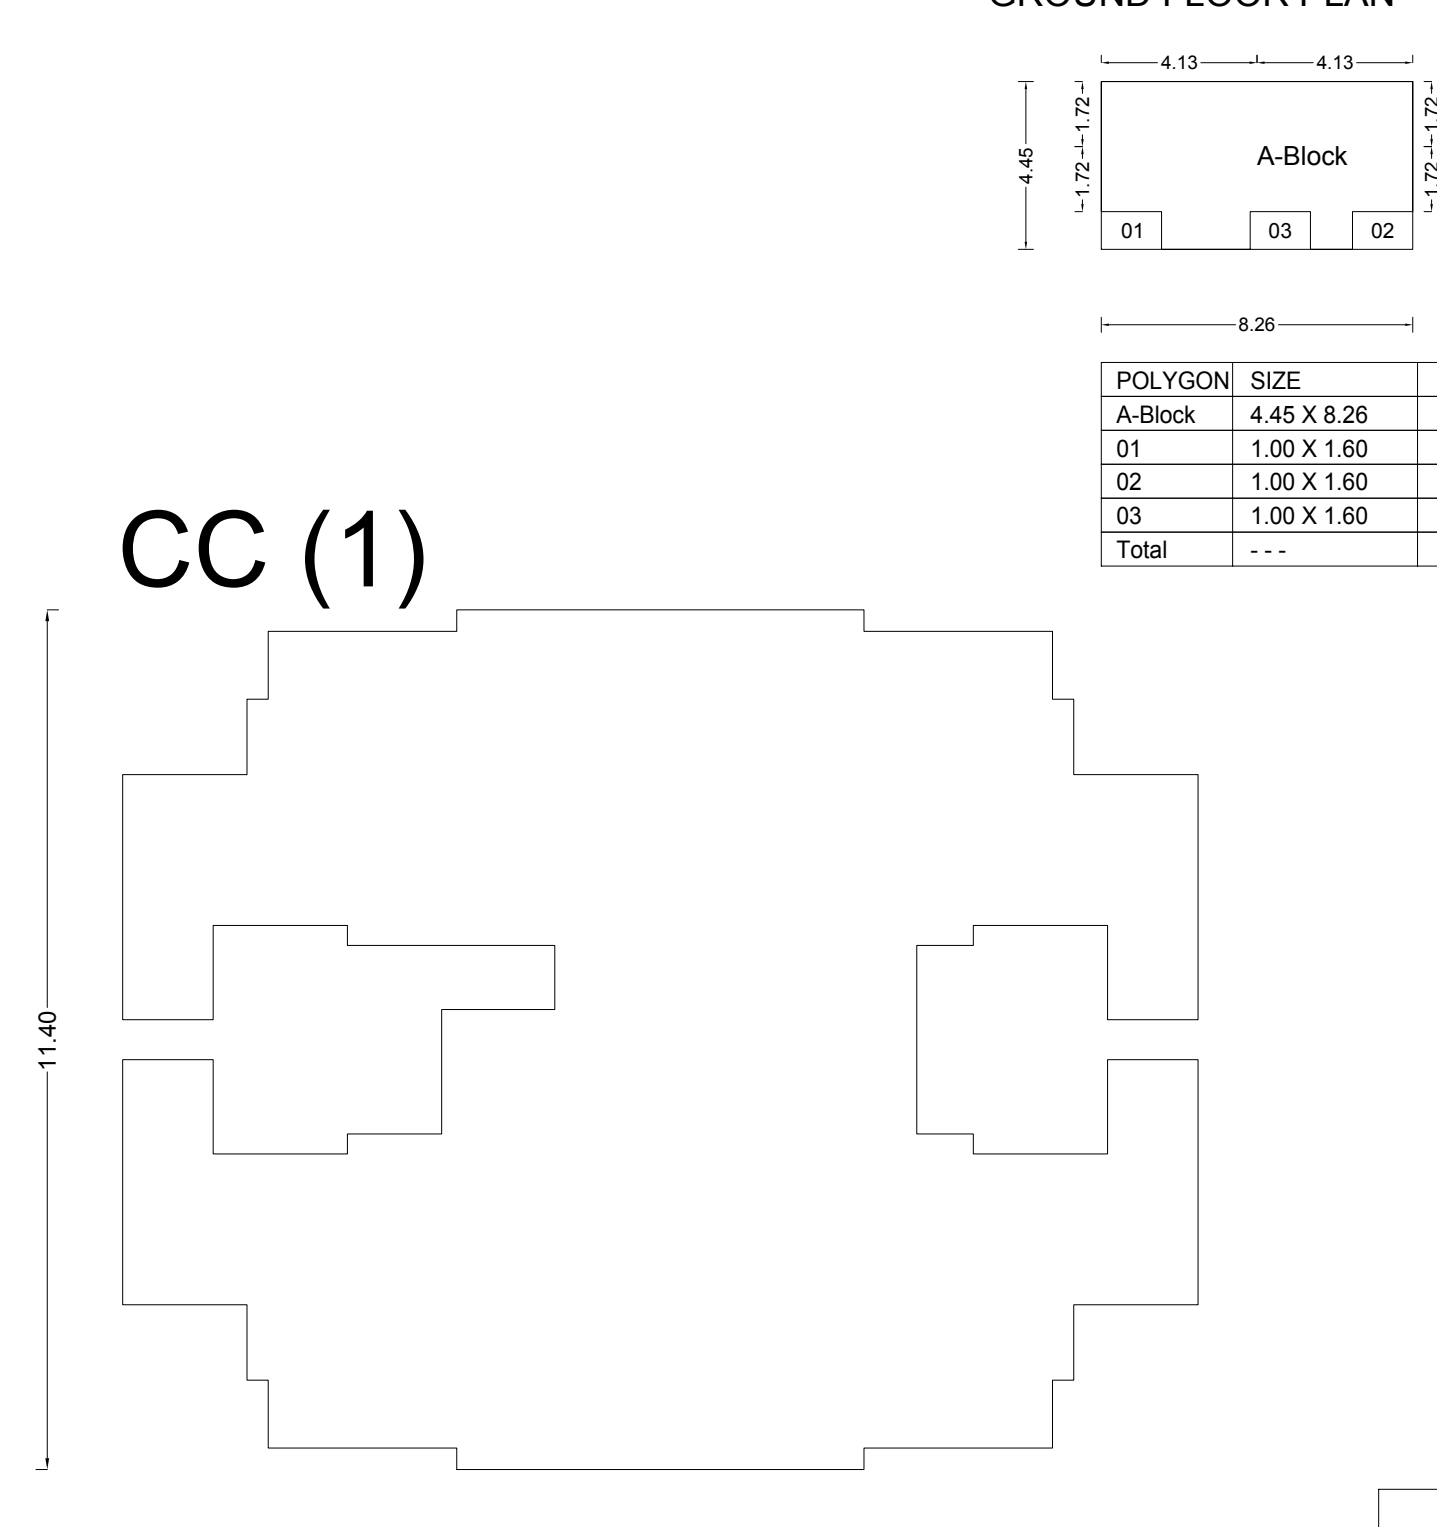 GROUND FLOOR PLAN
4.13 4.13
4.45
1.72
1.72
1.72
1.72
A-Block
01 03 02
8.26
POLYGON SIZE
A-Block 4.45 X 8.26
01 1.00 X 1.60
02 1.00 X 1.60
03 1.00 X 1.60
Total - - -
CC (1)
11.40